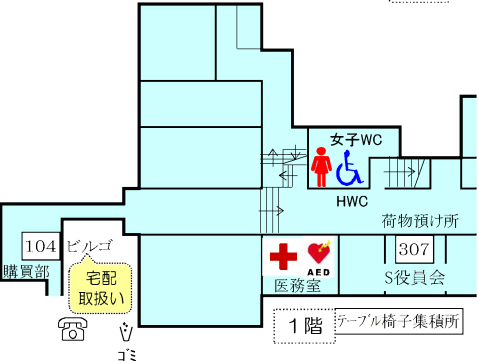 女子WC
HWC
荷物預け所
104
ビルゴ
購買部
宅配
取扱い
AED
医務室
307
S役員会
1階
テーブル椅子集積所
ゴミ